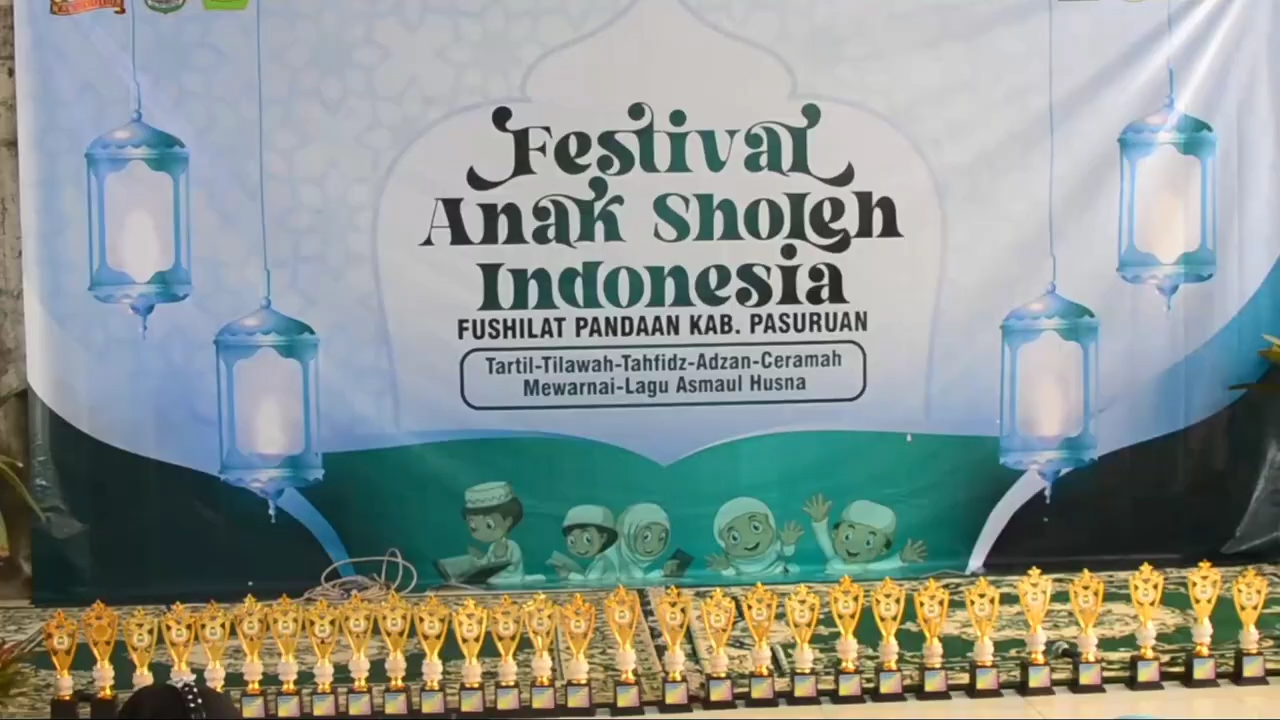 Festival
Anak Sholeh
Indonesia
FUSHILAT PANDAAN KAB. PASURUAN
Tartil-Tilawah-Tahfidz-Adzan-Ceramah
Mewarnai-Lagu Asmaul Husna